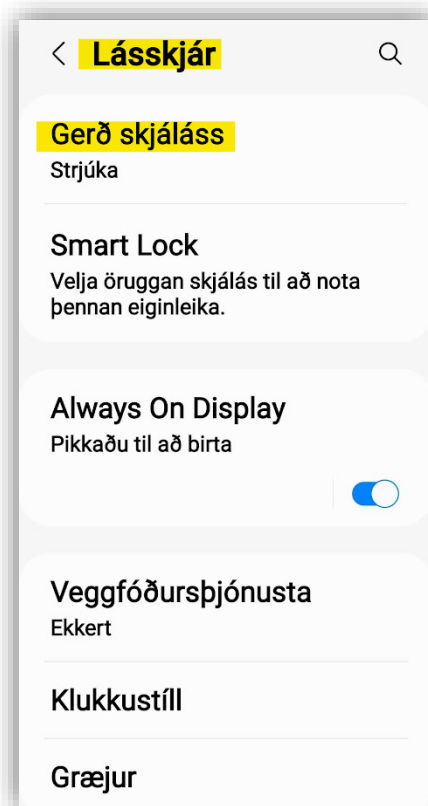 Lásskjár
Gerð skjáláss
Strjúka
Smart Lock
Velja öruggan skjálás til að nota
þennan eiginleika.
Always On Display
Pikkaðu til að birta
Veggfóðursþjónusta
Ekkert
Klukkustíll
Græjur